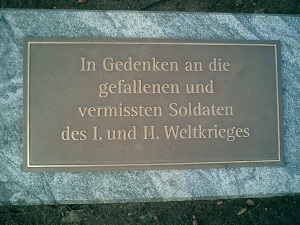 In Gedenken an die
gefallenen und
vermissten Soldaten
des I. und II. Weltkrieges